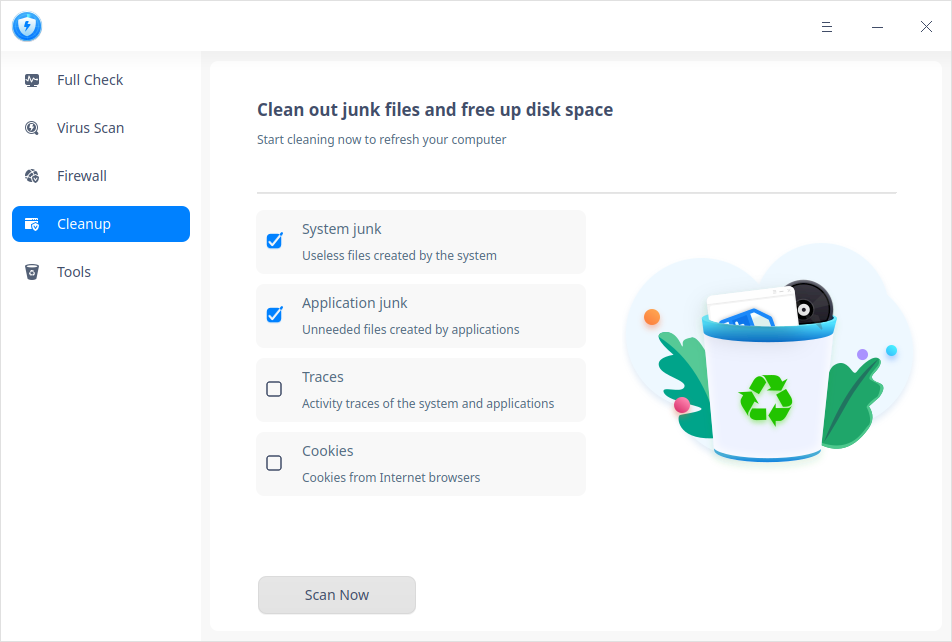 Full Check
Virus Scan
Firewall
Cleanup
Tools
Clean out junk files and free up disk space
Start cleaning now to refresh your computer
System junk
Useless files created by the system
Application junk
Unneeded files created by applications
Traces
Activity traces of the system and applications
Cookies
Cookies from Internet browsers
Scan Now